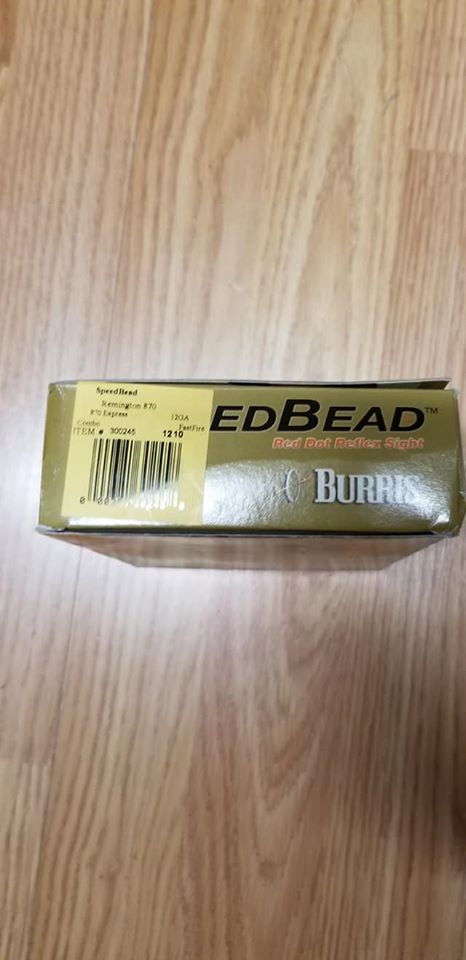 SpeedBead
Remington 870
870 Express 12GA
Combo FastFire
ITEM # 300245 1210
EDBEAD™
Red Dot Reflex Sight
BURRIS